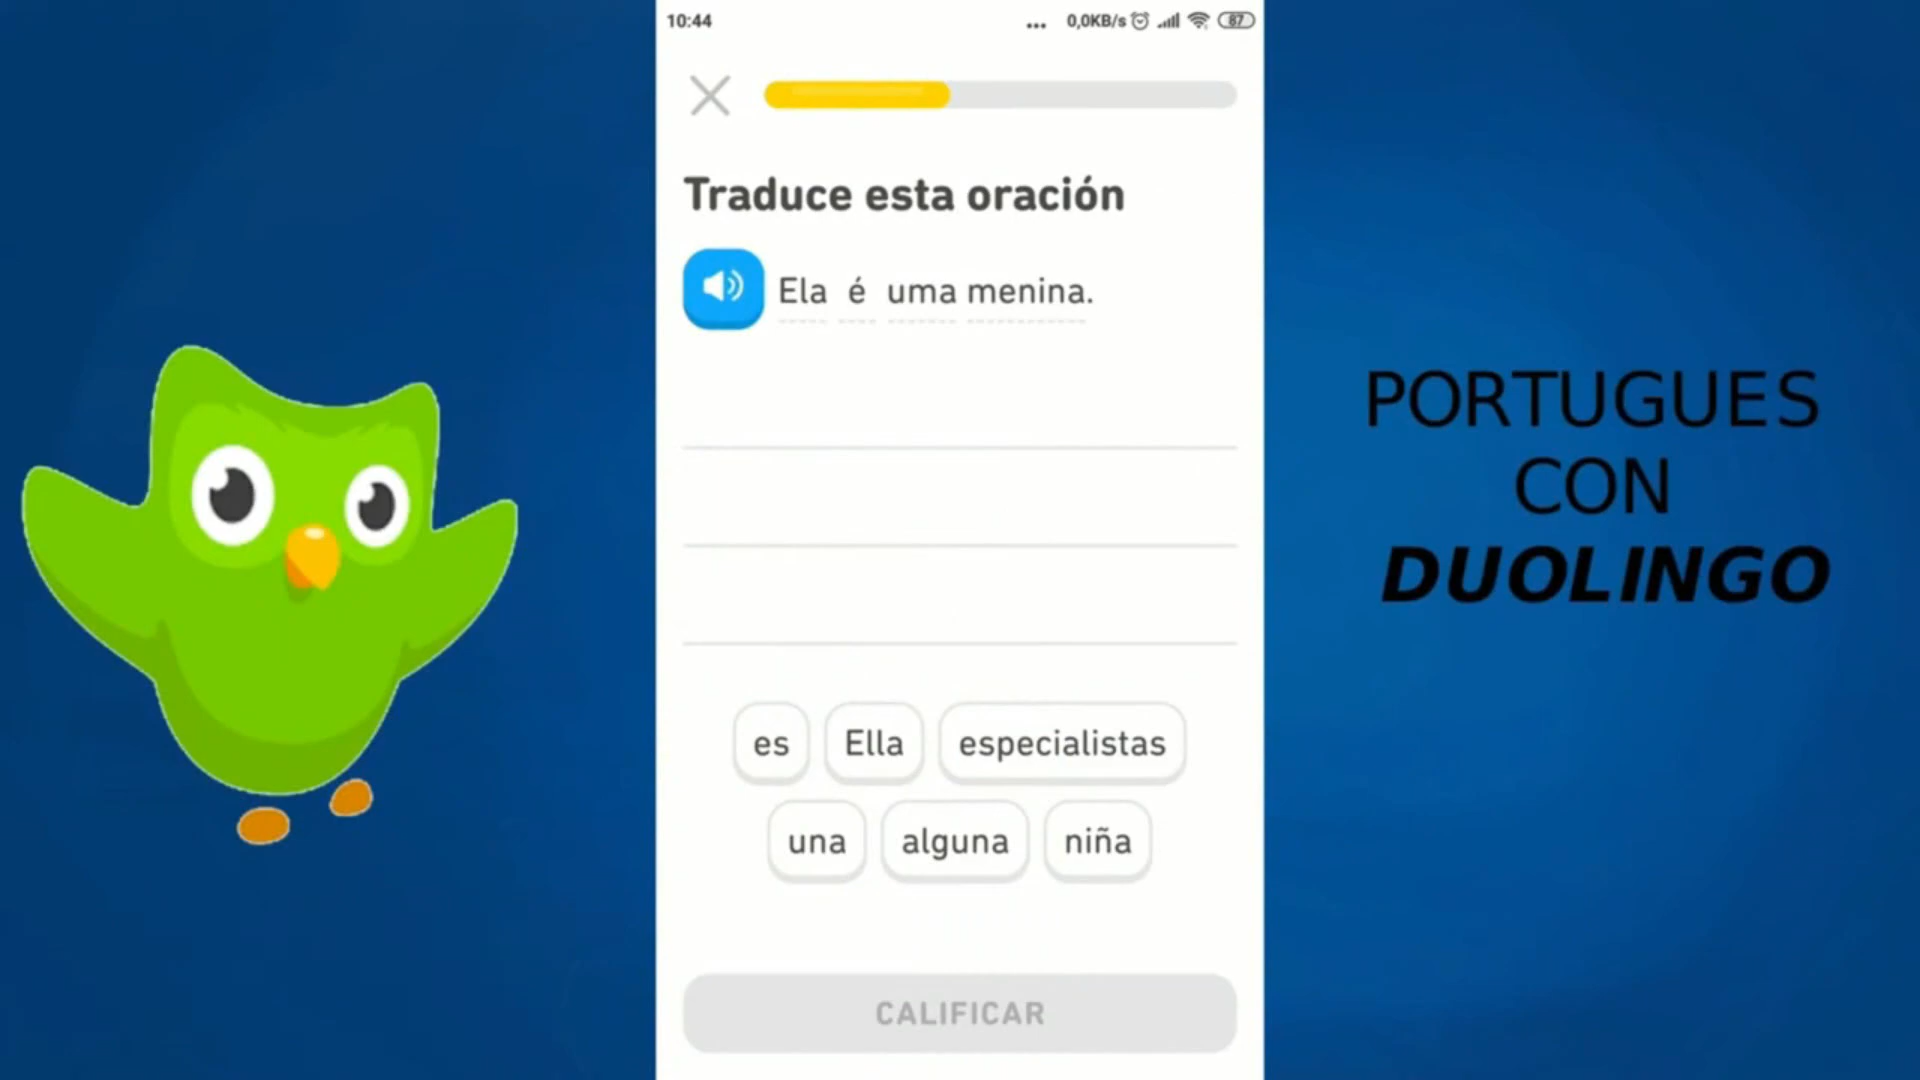 10:44
... 0,0KB/s 87
Traduce esta oración
Ela é uma menina.
es Ella especialistas
una alguna niña
CALIFICAR
PORTUGUES
CON
DUOLINGO